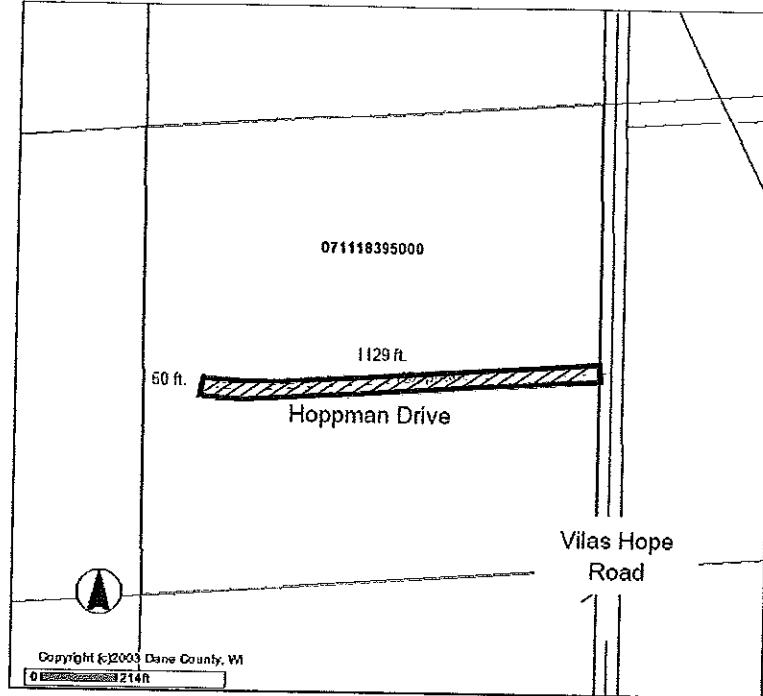 071118395000
1129 ft.
60 ft.
Hoppman Drive
Vilas Hope
Road
Copyright (c)2003 Dane County, WI
0 214ft